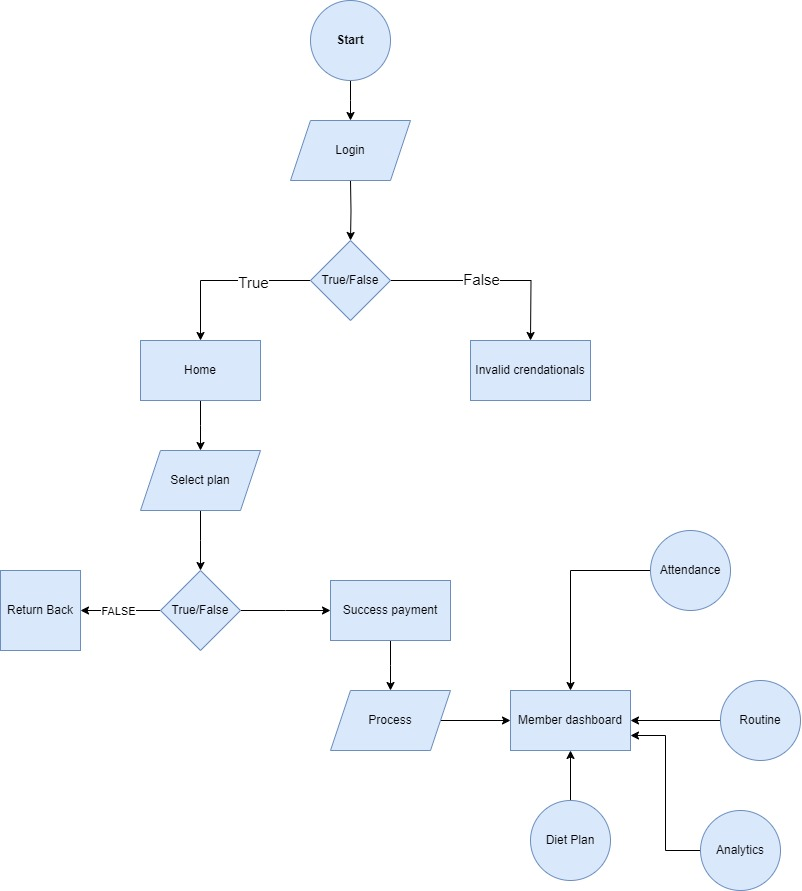 Start
Login
True/False
True
False
Home
Invalid crendationals
Select plan
Attendance
Return Back
FALSE
True/False
Success payment
Process
Member dashboard
Routine
Diet Plan
Analytics